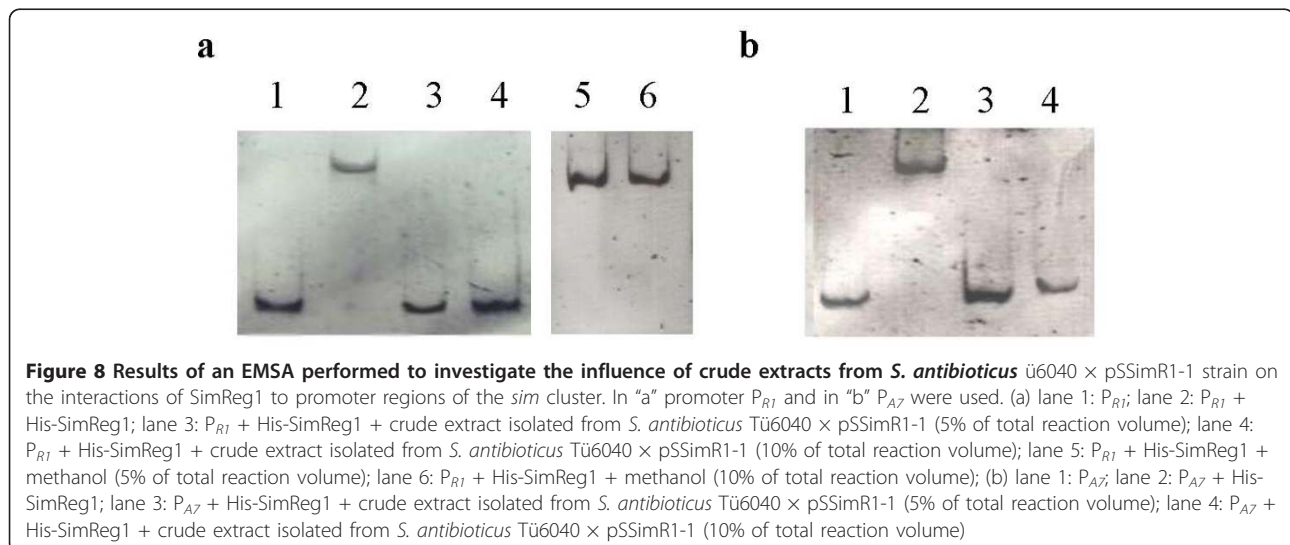 a
b
1 2 3 4 5 6
1 2 3 4
Figure 8 Results of an EMSA performed to investigate the influence of crude extracts from S. antibioticus ü6040 × pSSimR1-1 strain on
the interactions of SimReg1 to promoter regions of the sim cluster. In "a" promoter PR1 and in "b" PA7 were used. (a) lane 1: PR1; lane 2: PR1 +
His-SimReg1; lane 3: PR1 + His-SimReg1 + crude extract isolated from S. antibioticus Tü6040 × pSSimR1-1 (5% of total reaction volume); lane 4:
PR1 + His-SimReg1 + crude extract isolated from S. antibioticus Tü6040 × pSSimR1-1 (10% of total reaction volume); lane 5: PR1 + His-SimReg1 +
methanol (5% of total reaction volume); lane 6: PR1 + His-SimReg1 + methanol (10% of total reaction volume); (b) lane 1: PA7; lane 2: PA7 + His-
SimReg1; lane 3: PA7 + His-SimReg1 + crude extract isolated from S. antibioticus Tü6040 × pSSimR1-1 (5% of total reaction volume); lane 4: PA7 +
His-SimReg1 + crude extract isolated from S. antibioticus Tü6040 × pSSimR1-1 (10% of total reaction volume)